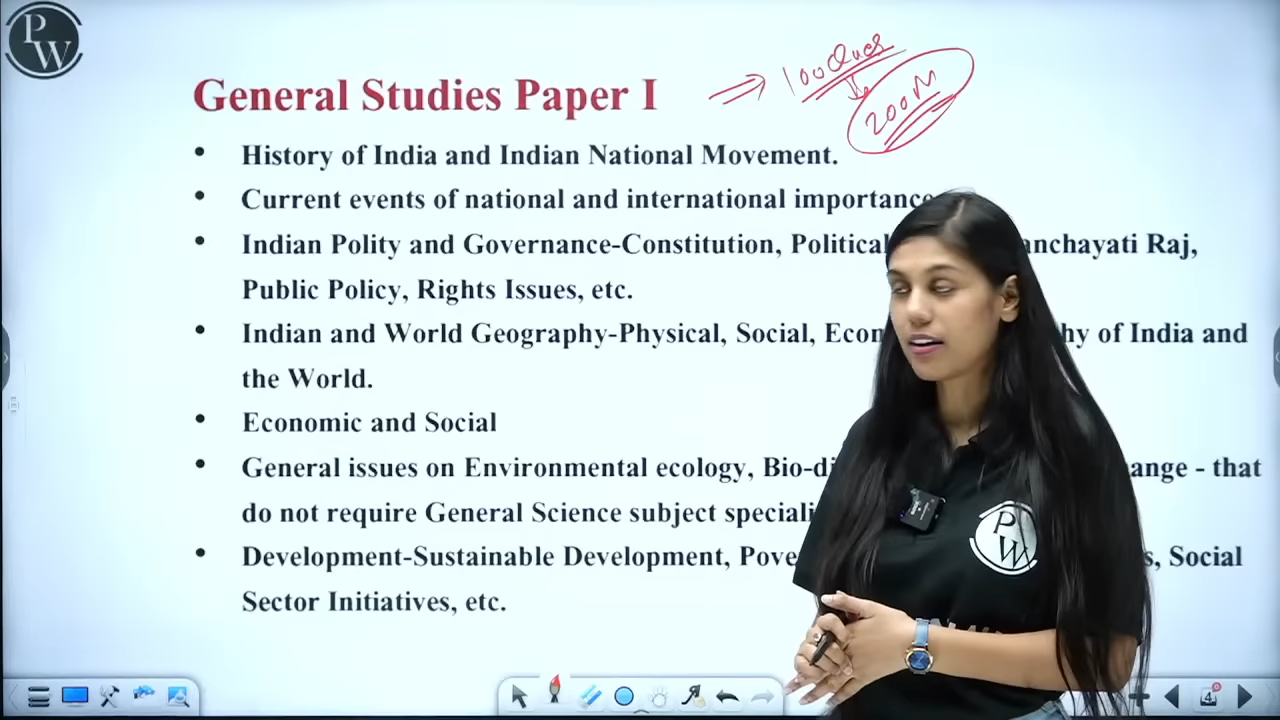 PW
General Studies Paper I
100 Ques
200 M
• History of India and Indian National Movement.
• Current events of national and international importance
• Indian Polity and Governance-Constitution, Political anchayati Raj,
Public Policy, Rights Issues, etc.
• Indian and World Geography-Physical, Social, Econ hy of India and
the World.
• Economic and Social
• General issues on Environmental ecology, Bio-di ange - that
do not require General Science subject speciali
• Development-Sustainable Development, Pove s, Social
Sector Initiatives, etc.
PW
4